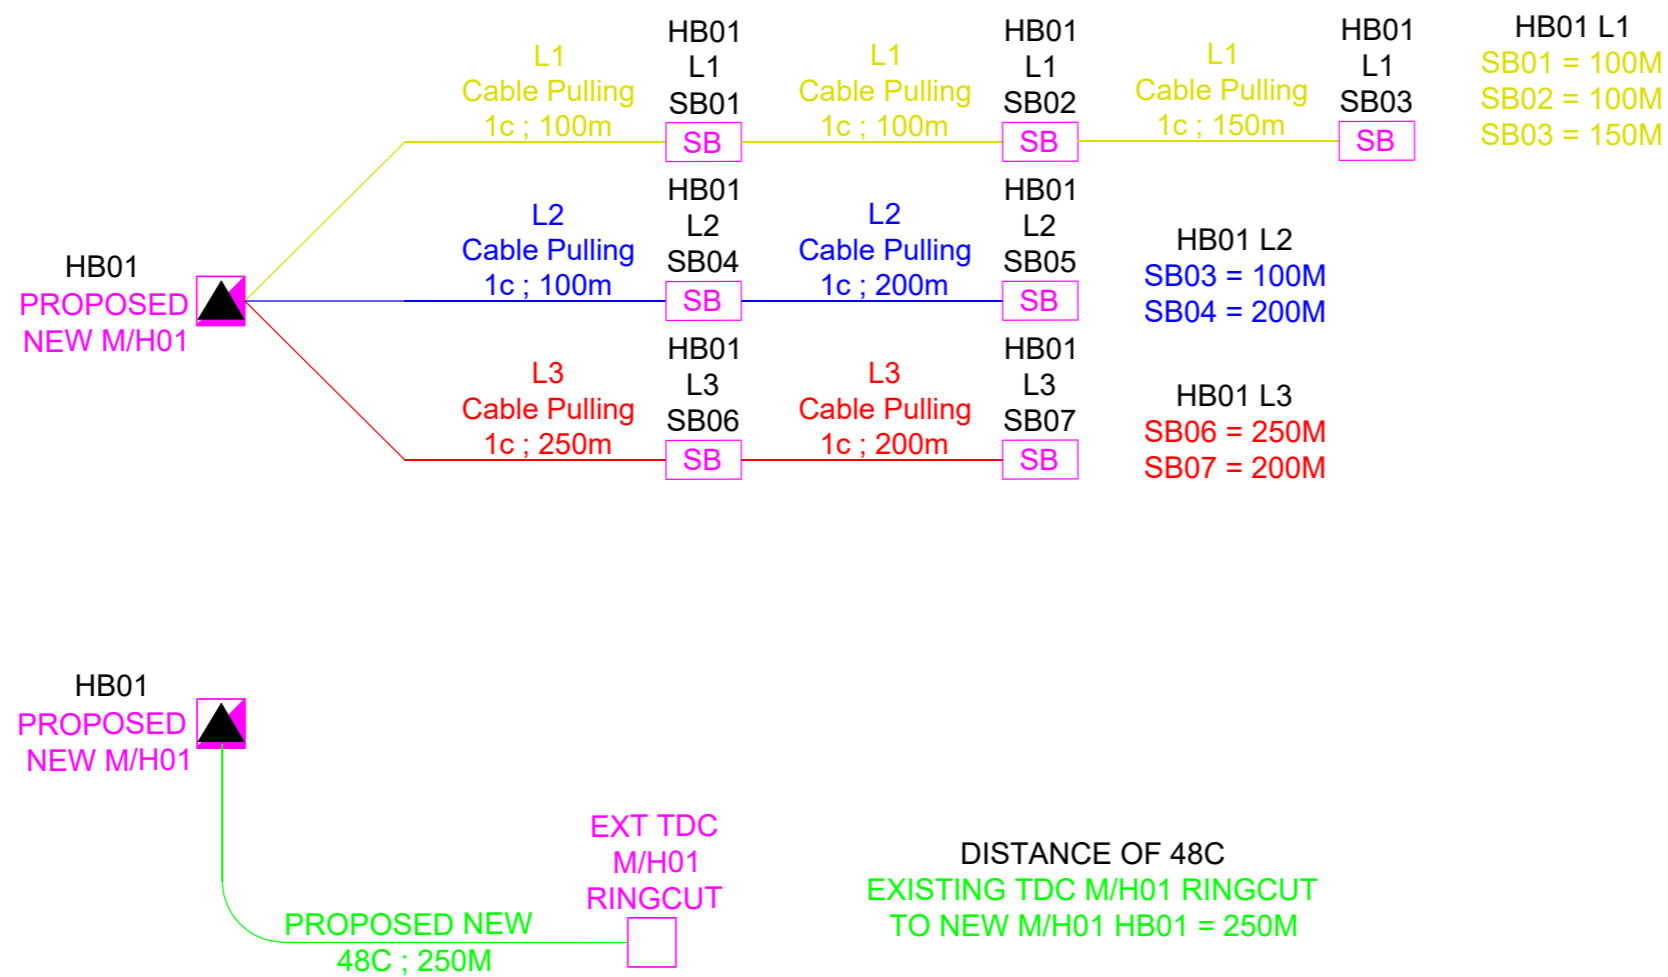 HB01
PROPOSED
NEW M/H01
L1
Cable Pulling
1c ; 100m
HB01
L1
SB01
SB
L1
Cable Pulling
1c ; 100m
HB01
L1
SB02
SB
L1
Cable Pulling
1c ; 150m
HB01
L1
SB03
SB
HB01 L1
SB01 = 100M
SB02 = 100M
SB03 = 150M
L2
Cable Pulling
1c ; 100m
HB01
L2
SB04
SB
L2
Cable Pulling
1c ; 200m
HB01
L2
SB05
SB
HB01 L2
SB03 = 100M
SB04 = 200M
L3
Cable Pulling
1c ; 250m
HB01
L3
SB06
SB
L3
Cable Pulling
1c ; 200m
HB01
L3
SB07
SB
HB01 L3
SB06 = 250M
SB07 = 200M
HB01
PROPOSED
NEW M/H01
PROPOSED NEW
48C ; 250M
EXT TDC
M/H01
RINGCUT
DISTANCE OF 48C
EXISTING TDC M/H01 RINGCUT
TO NEW M/H01 HB01 = 250M